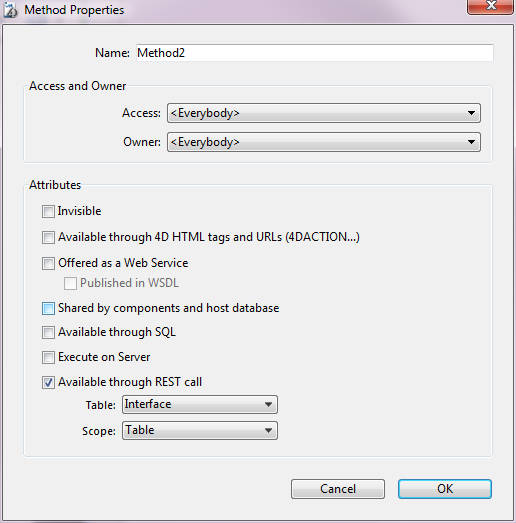 Method Properties
Name: Method2
Access and Owner
Access: <Everybody>
Owner: <Everybody>
Attributes
Invisible
Available through 4D HTML tags and URLs (4DACTION...)
Offered as a Web Service
Published in WSDL
Shared by components and host database
Available through SQL
Execute on Server
Available through REST call
Table: Interface
Scope: Table
Cancel OK